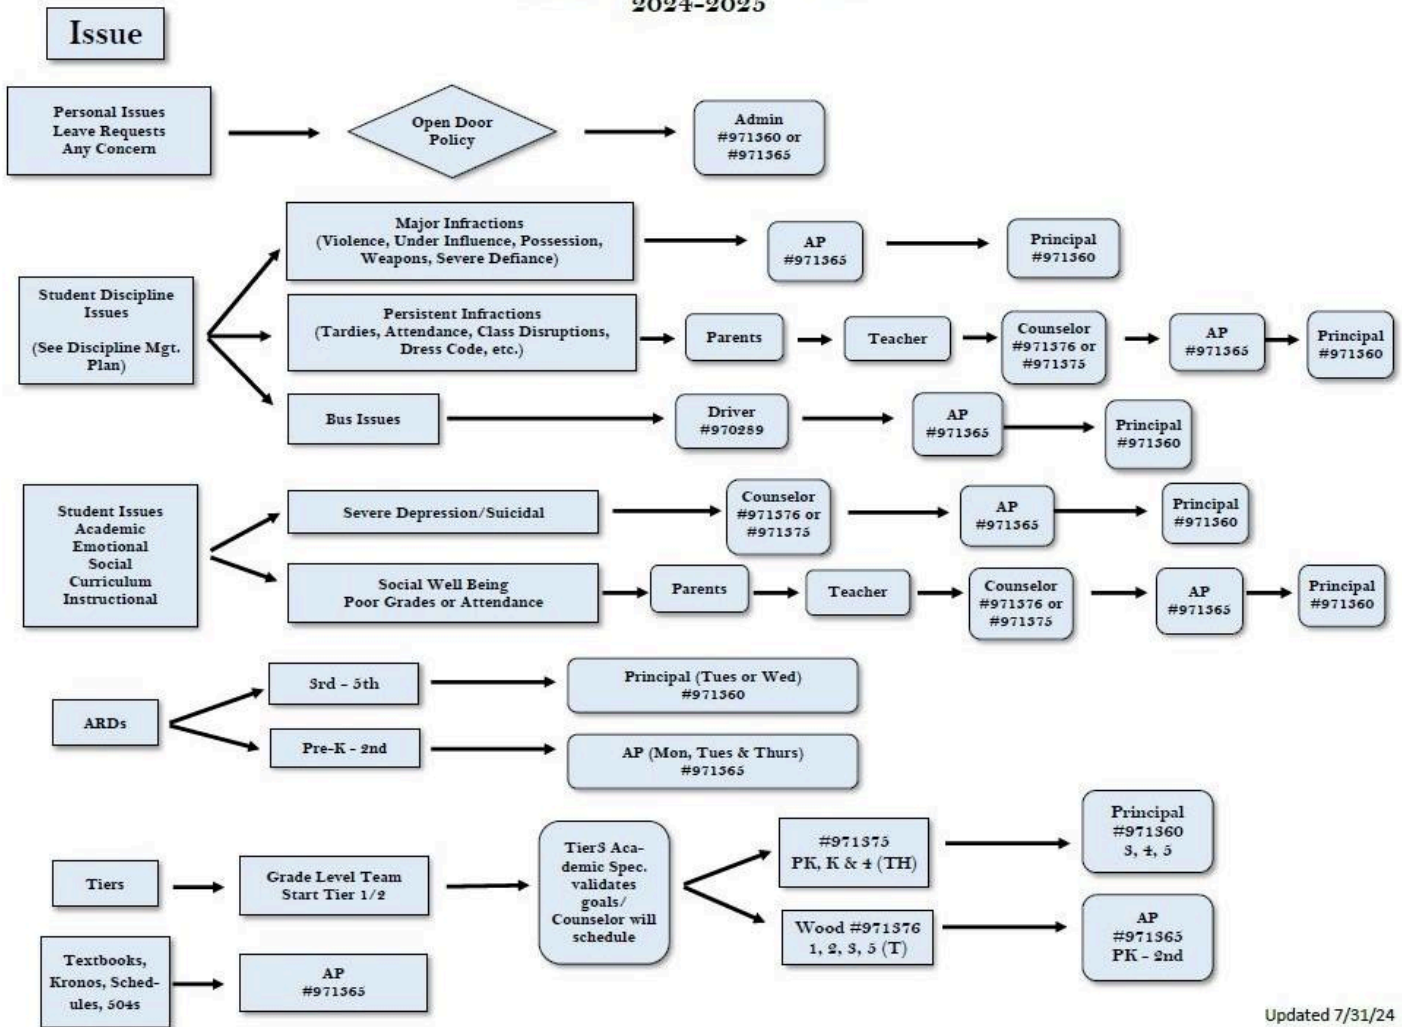 2024-2025
Issue
Personal Issues
Leave Requests
Any Concern
Open Door
Policy
Admin
#971360 or
#971365
Student Discipline
Issues
(See Discipline Mgt.
Plan)
Major Infractions
(Violence, Under Influence, Possession,
Weapons, Severe Defiance)
AP
#971365
Principal
#971360
Persistent Infractions
(Tardies, Attendance, Class Disruptions,
Dress Code, etc.)
Parents
Teacher
Counselor
#971376 or
#971375
AP
#971365
Principal
#971360
Bus Issues
Driver
#970289
AP
#971365
Principal
#971360
Student Issues
Academic
Emotional
Social
Curriculum
Instructional
Severe Depression/Suicidal
Counselor
#971376 or
#971375
AP
#971365
Principal
#971360
Social Well Being
Poor Grades or Attendance
Parents
Teacher
Counselor
#971376 or
#971375
AP
#971365
Principal
#971360
ARDs
3rd - 5th
Principal (Tues or Wed)
#971360
Pre-K - 2nd
AP (Mon, Tues & Thurs)
#971365
Tiers
Grade Level Team
Start Tier 1/2
Tier3 Aca-
demic Spec.
validates
goals/
Counselor will
schedule
#971375
PK, K & 4 (TH)
Principal
#971360
3, 4, 5
Wood #971376
1, 2, 3, 5 (T)
AP
#971365
PK - 2nd
Textbooks,
Kronos, Sched-
ules, 504s
AP
#971365
Updated 7/31/24